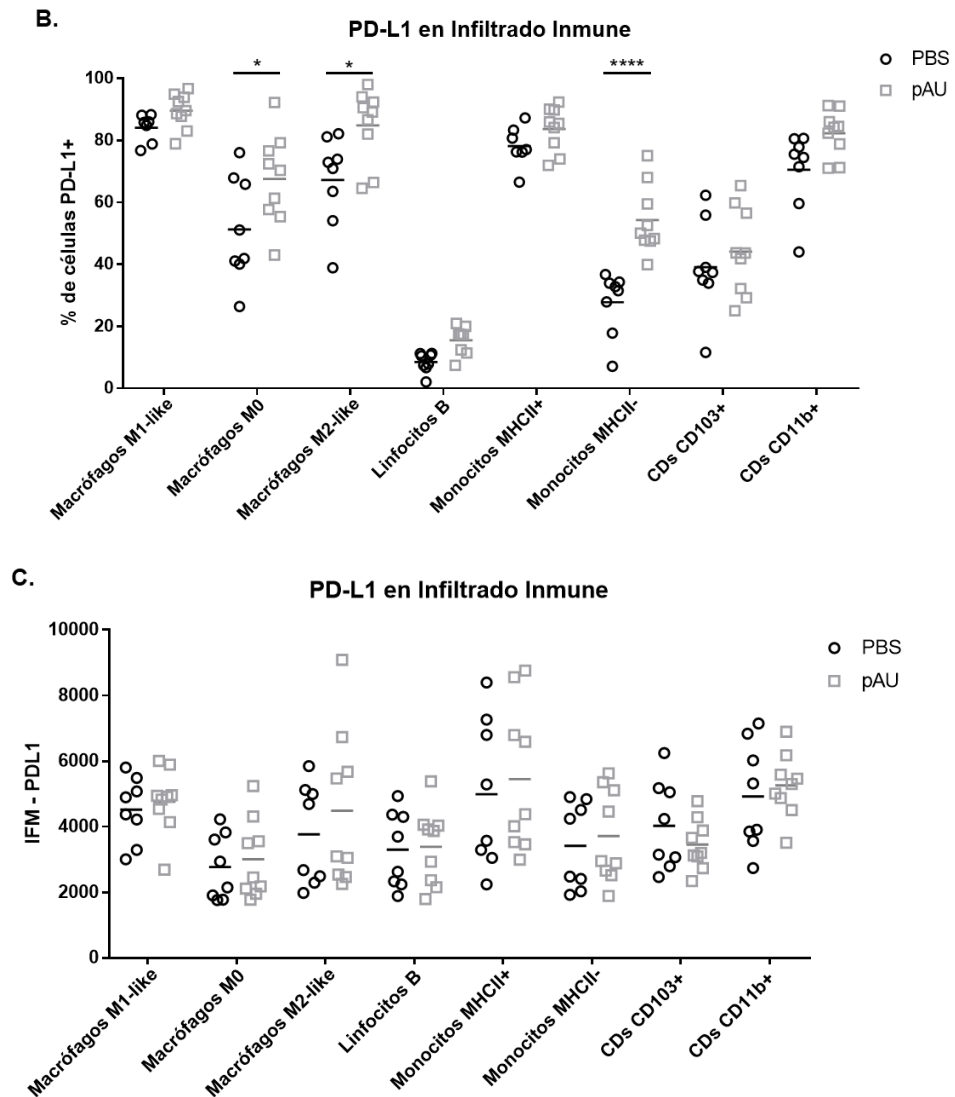 B.
PD-L1 en Infiltrado Inmune
* * ****
PBS
pAU
% de células PD-L1+
100
80
60
40
20
0
Macrófagos M1-like
Macrófagos M0
Macrófagos M2-like
Linfocitos B
Monocitos MHCII+
Monocitos MHCII-
CDs CD103+
CDs CD11b+
C.
PD-L1 en Infiltrado Inmune
PBS
pAU
IFM - PDL1
10000
8000
6000
4000
2000
0
Macrófagos M1-like
Macrófagos M0
Macrófagos M2-like
Linfocitos B
Monocitos MHCII+
Monocitos MHCII-
CDs CD103+
CDs CD11b+